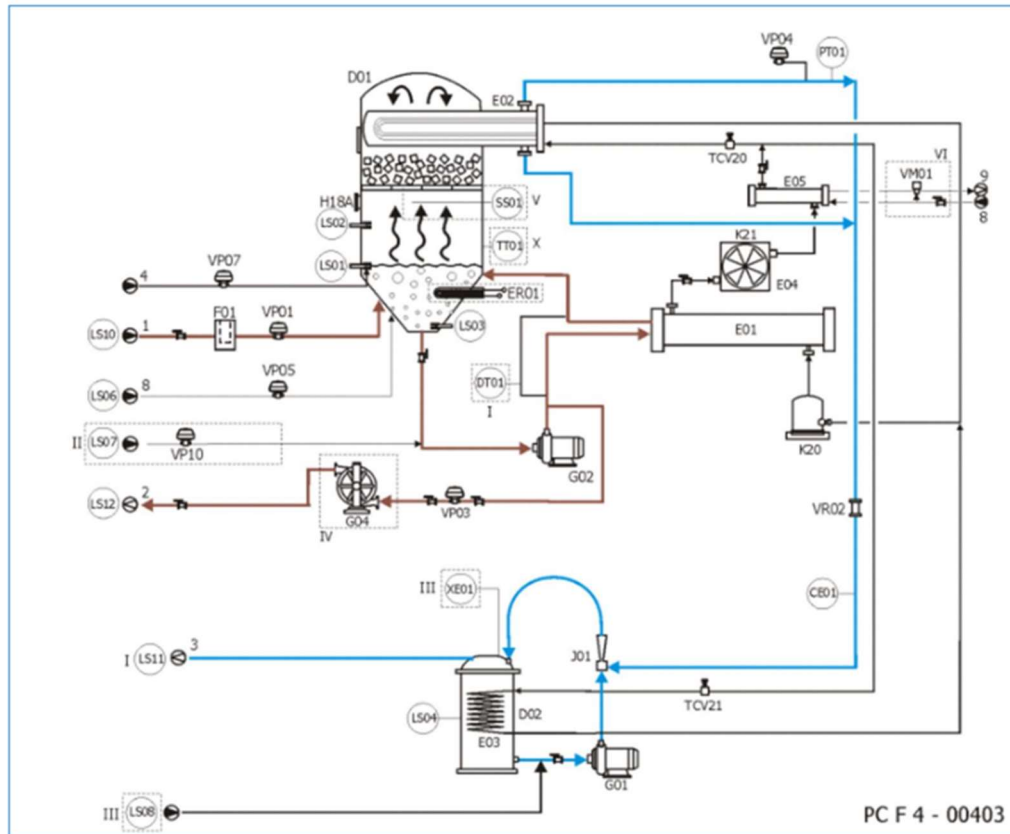 VP04
PT01
D01
E02
TCV20
VI
E05
VM01
9
8
H18A
SS01
V
LS02
K21
TT01
X
LS01
VP07
4
E04
ER01
F01
VP01
LS10
1
LS03
E01
VP05
LS06
8
DT01
I
II
LS07
VP10
K20
G02
LS12
2
G04
VP03
VR02
IV
III
XE01
CE01
I
LS11
3
J01
LS04
D02
TCV21
E03
G01
III
LS08
PC F 4 - 00403